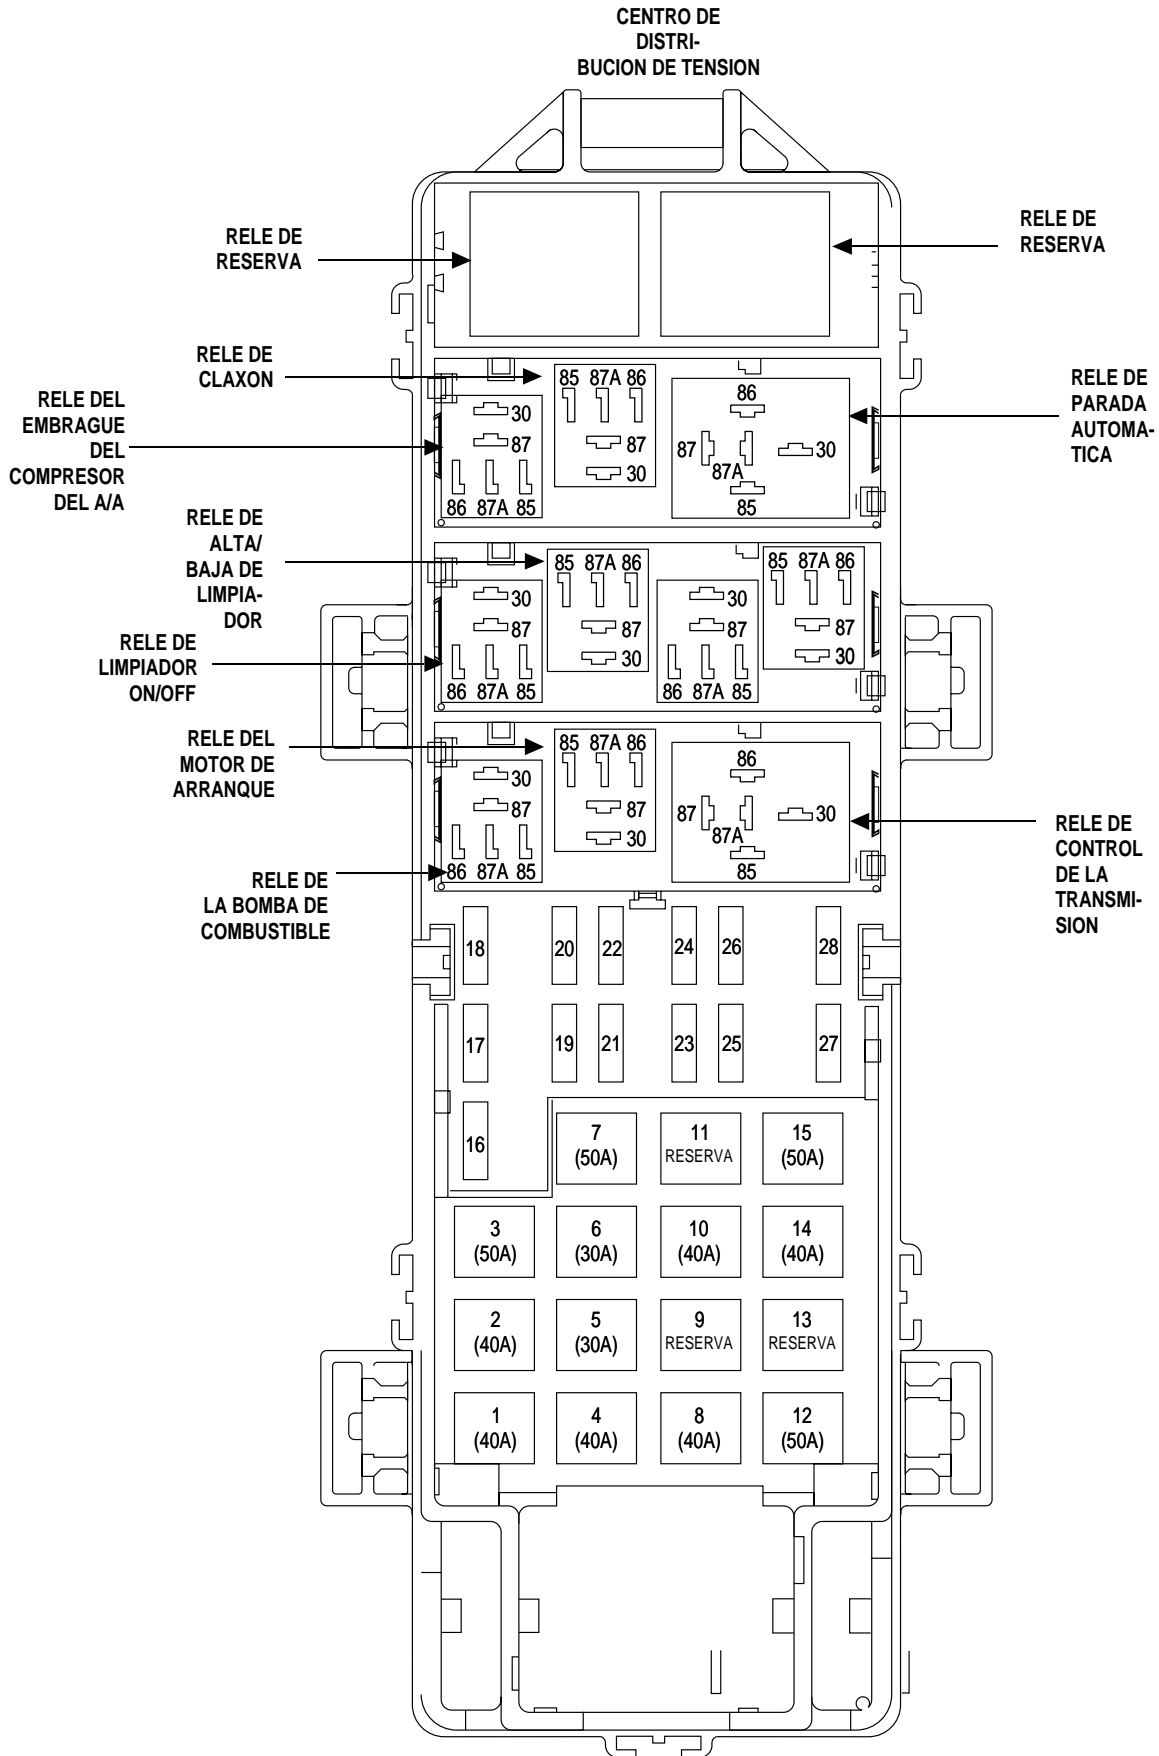 CENTRO DE
DISTRI-
BUCION DE TENSION
RELE DE
RESERVA
RELE DE
RESERVA
RELE DE
CLAXON
RELE DEL
EMBRAGUE
DEL
COMPRESOR
DEL A/A
RELE DE
PARADA
AUTOMA-
TICA
85 87A 86
87
30
30
87
86 87A 85
86
87
30
87A
85
RELE DE
ALTA/
BAJA DE
LIMPIA-
DOR
RELE DE
LIMPIADOR
ON/OFF
85 87A 86
87
30
30
87
86 87A 85
30
87
86 87A 85
85 87A 86
87
30
RELE DEL
MOTOR DE
ARRANQUE
RELE DE
LA BOMBA DE
COMBUSTIBLE
RELE DE
CONTROL
DE LA
TRANSMI-
SION
85 87A 86
87
30
30
87
86 87A 85
86
87
30
87A
85
18 20 22 24 26 28
17 19 21 23 25 27
16
7
(50A)
11
RESERVA
15
(50A)
3
(50A)
6
(30A)
10
(40A)
14
(40A)
2
(40A)
5
(30A)
9
RESERVA
13
RESERVA
1
(40A)
4
(40A)
8
(40A)
12
(50A)